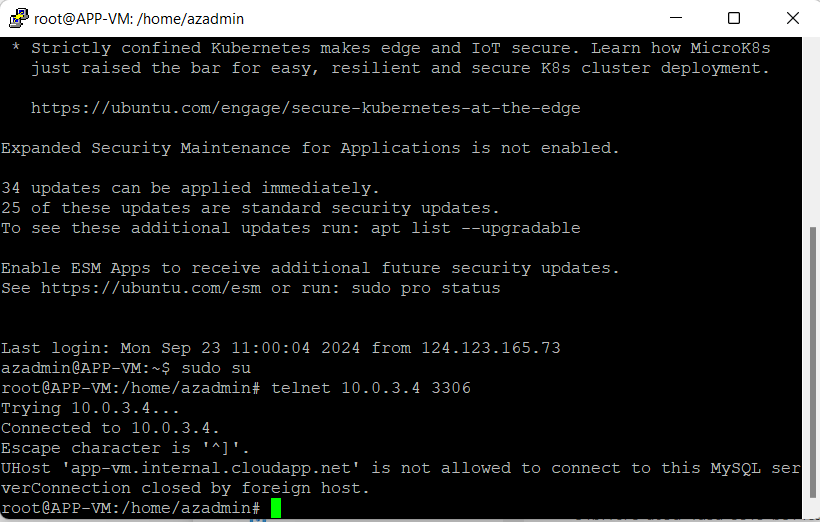 root@APP-VM: /home/azadmin
* Strictly confined Kubernetes makes edge and IoT secure. Learn how MicroK8s
just raised the bar for easy, resilient and secure K8s cluster deployment.
https://ubuntu.com/engage/secure-kubernetes-at-the-edge
Expanded Security Maintenance for Applications is not enabled.
34 updates can be applied immediately.
25 of these updates are standard security updates.
To see these additional updates run: apt list --upgradable
Enable ESM Apps to receive additional future security updates.
See https://ubuntu.com/esm or run: sudo pro status
Last login: Mon Sep 23 11:00:04 2024 from 124.123.165.73
azadmin@APP-VM:~$ sudo su
root@APP-VM:/home/azadmin# telnet 10.0.3.4 3306
Trying 10.0.3.4...
Connected to 10.0.3.4.
Escape character is '^]'.
UHost 'app-vm.internal.cloudapp.net' is not allowed to connect to this MySQL ser
verConnection closed by foreign host.
root@APP-VM:/home/azadmin#